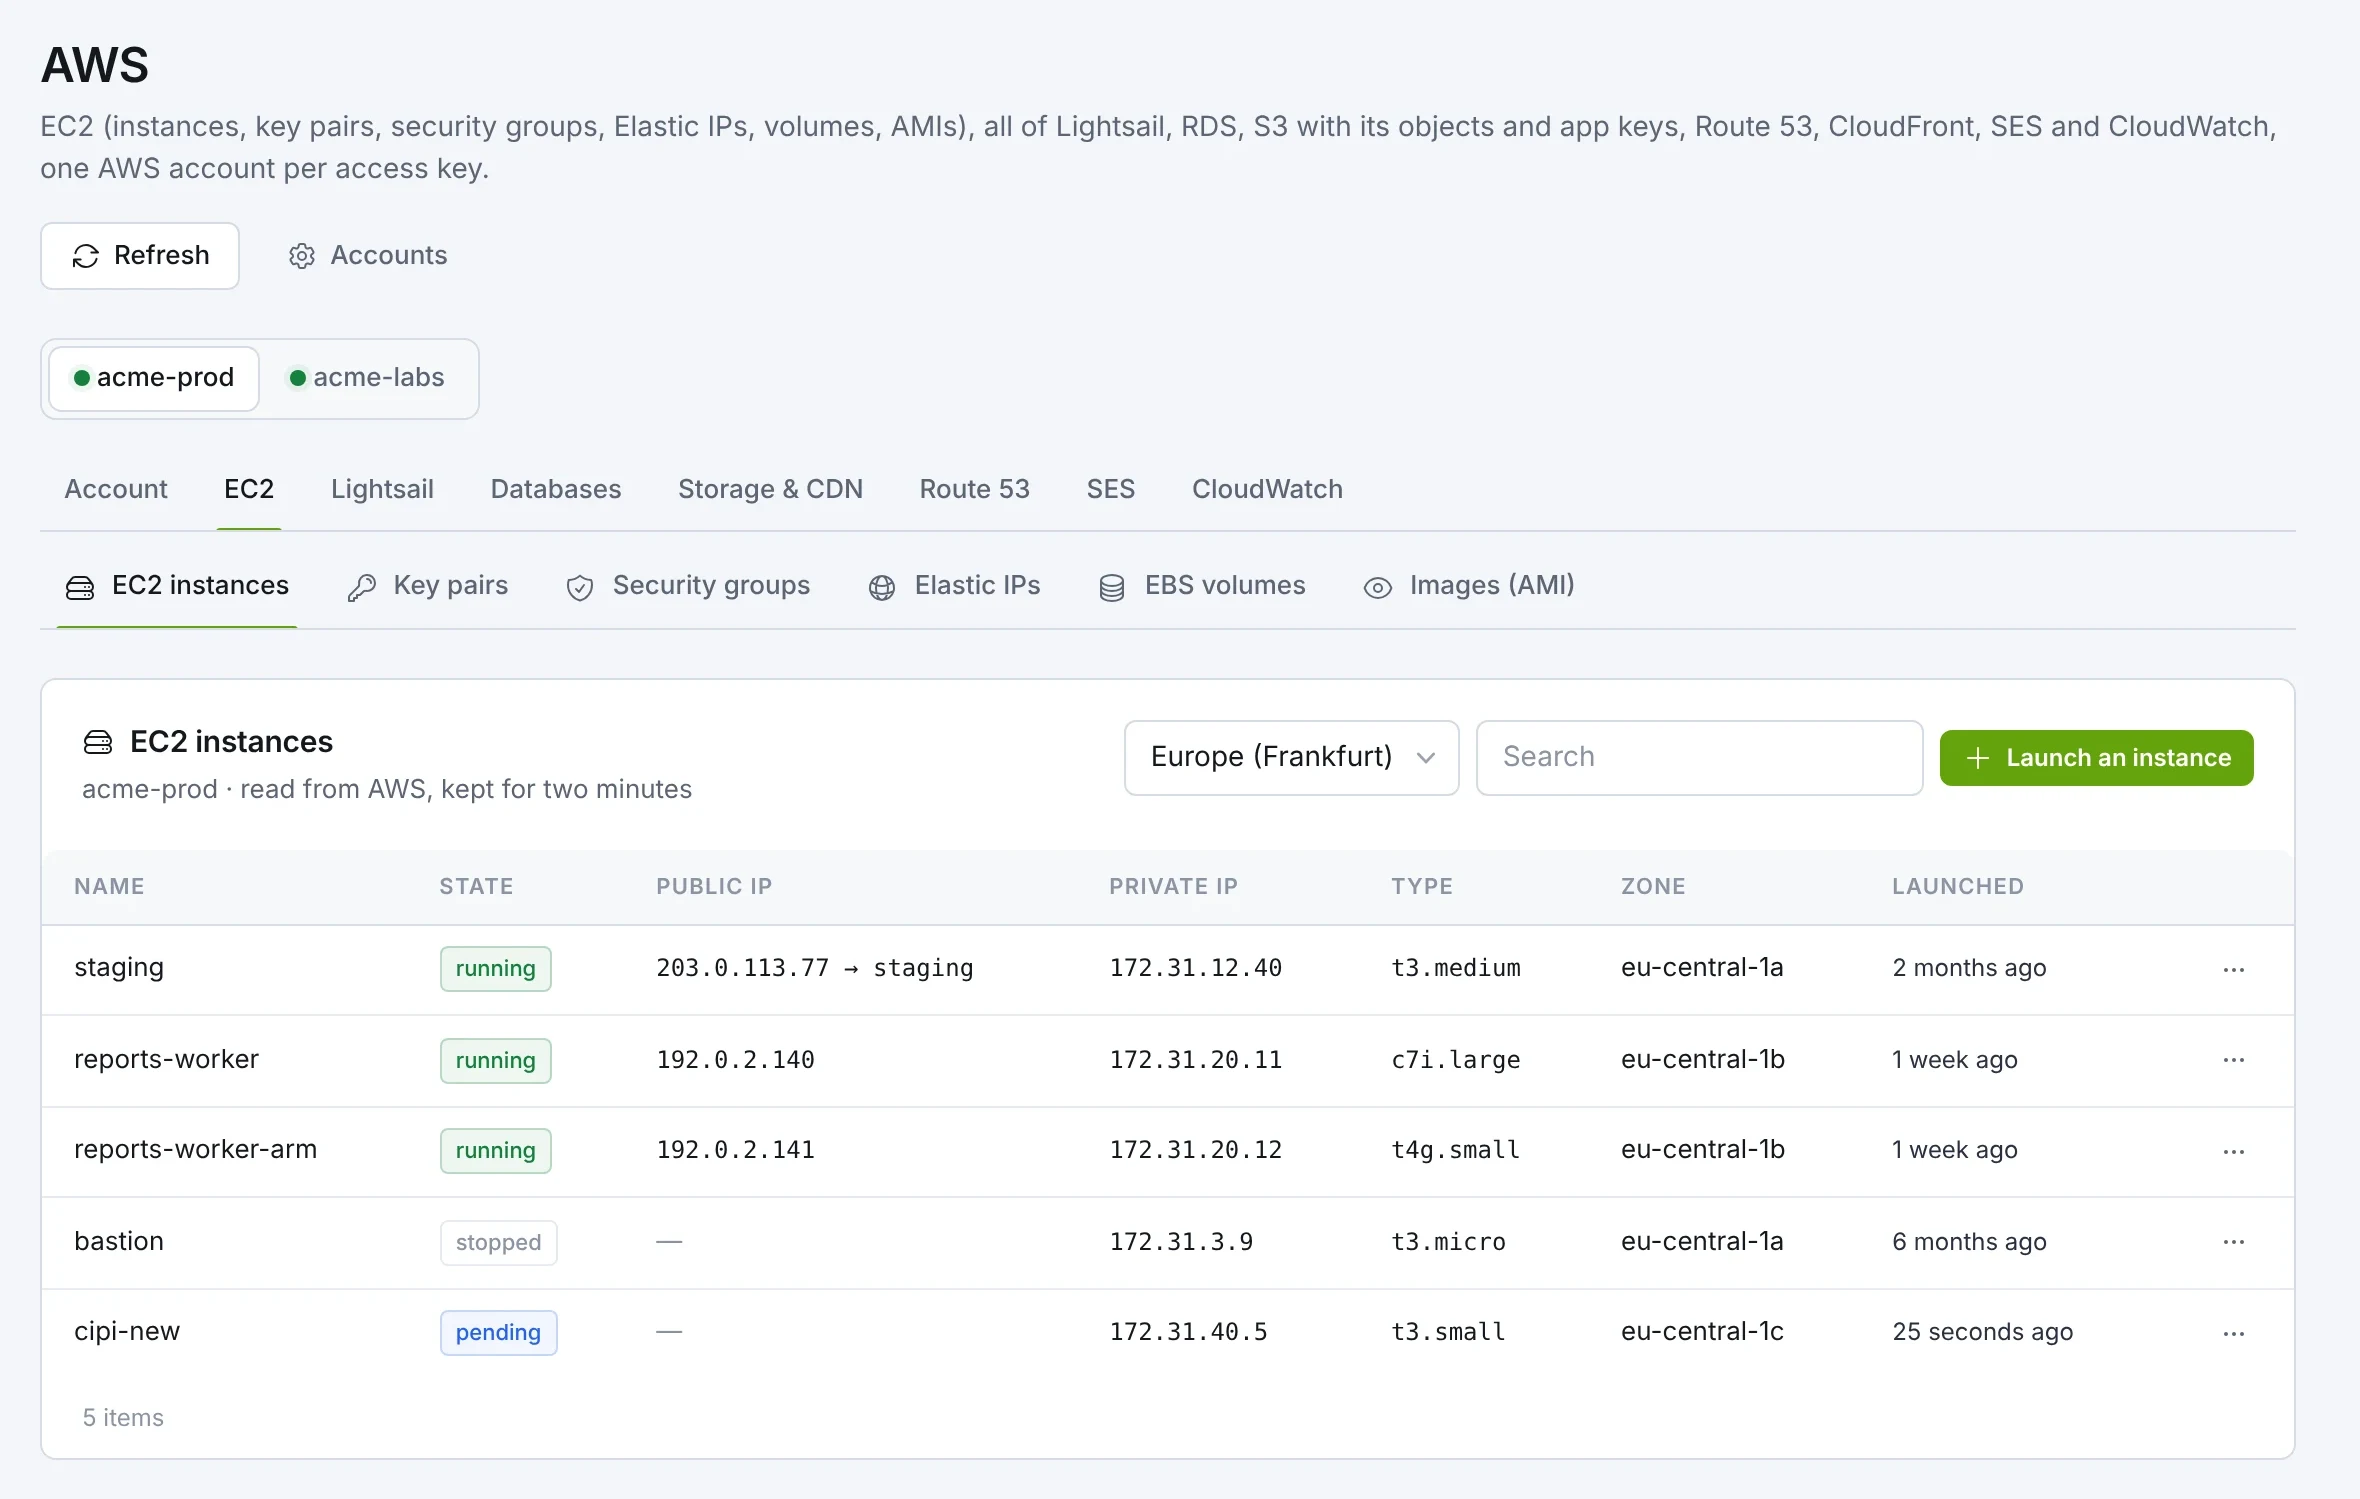 AWS
EC2 (instances, key pairs, security groups, Elastic IPs, volumes, AMIs), all of Lightsail, RDS, S3 with its objects and app keys, Route 53, CloudFront, SES and CloudWatch,
one AWS account per access key.
Refresh Accounts
acme-prod acme-labs
Account EC2 Lightsail Databases Storage & CDN Route 53 SES CloudWatch
EC2 instances Key pairs Security groups Elastic IPs EBS volumes Images (AMI)
EC2 instances Europe (Frankfurt) Search Launch an instance
acme-prod · read from AWS, kept for two minutes
NAME STATE PUBLIC IP PRIVATE IP TYPE ZONE LAUNCHED
staging running 203.0.113.77 → staging 172.31.12.40 t3.medium eu-central-1a 2 months ago ...
reports-worker running 192.0.2.140 172.31.20.11 c7i.large eu-central-1b 1 week ago ...
reports-worker-arm running 192.0.2.141 172.31.20.12 t4g.small eu-central-1b 1 week ago ...
bastion stopped — 172.31.3.9 t3.micro eu-central-1a 6 months ago ...
cipi-new pending — 172.31.40.5 t3.small eu-central-1c 25 seconds ago ...
5 items